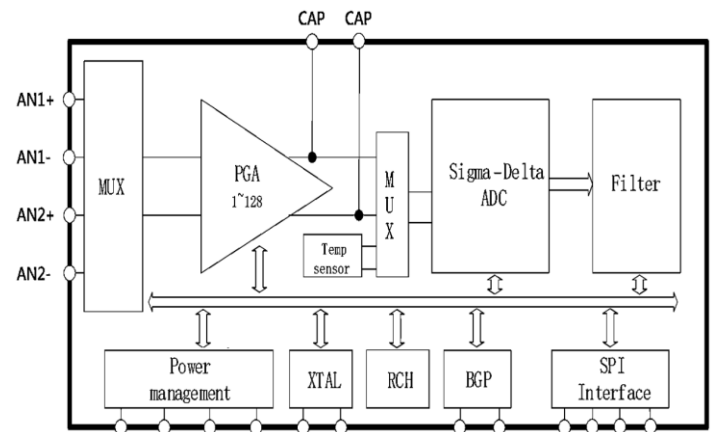 CAP CAP
AN1+
AN1-
AN2+
AN2-
MUX
PGA
1~128
M
U
X
Temp
sensor
Sigma-Delta
ADC
Filter
Power
management
XTAL
RCH
BGP
SPI
Interface